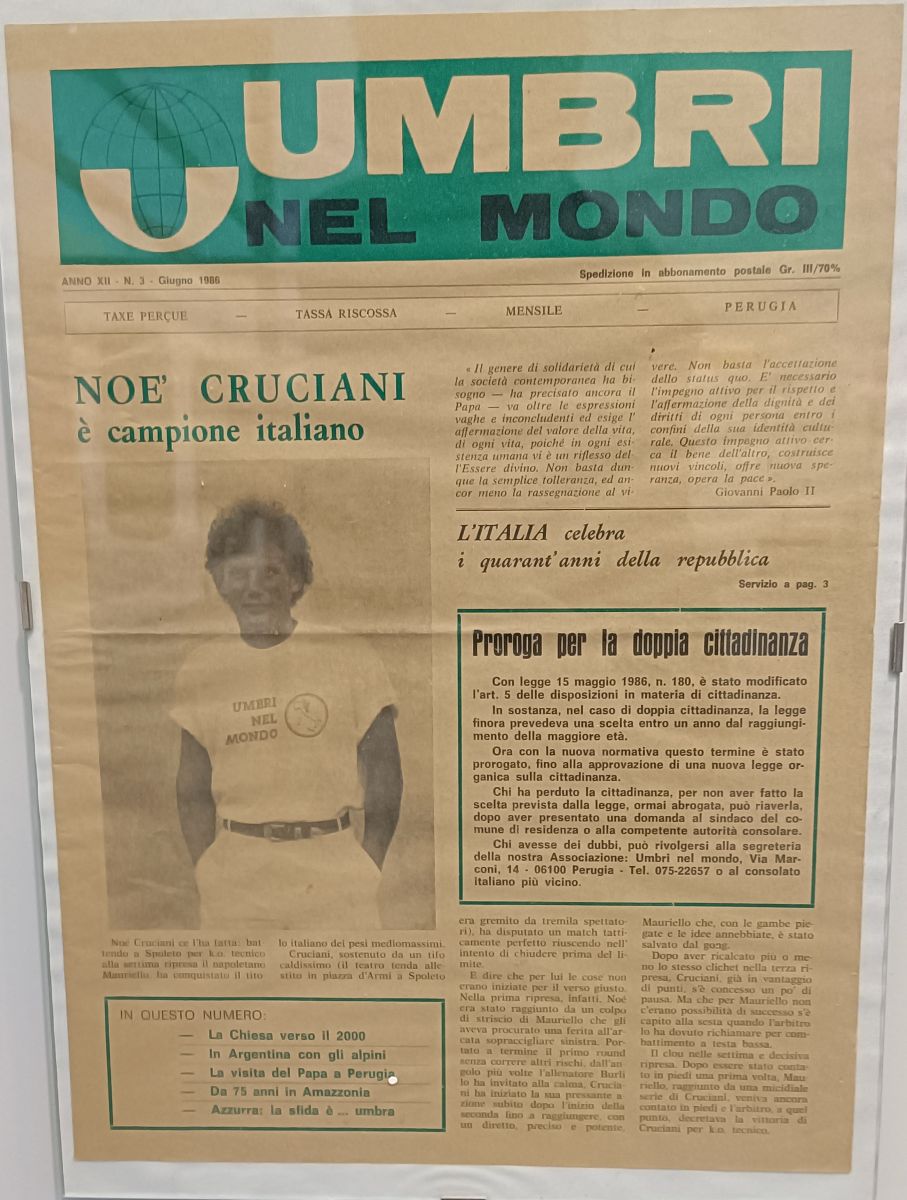 UMBRI
NEL MONDO
ANNO XII - N. 3 - Giugno 1986
Spedizione in abbonamento postale Gr. III/70%
TAXE PERÇUE — TASSA RISCOSSA — MENSILE — PERUGIA
NOE' CRUCIANI
è campione italiano
UMBRI
NEL
MONDO
Noé Cruciani ce l'ha fatta: bat
tendo a Spoleto per k.o. tecnico
alla settima ripresa il napoletano
Mauriello ha conquistato il tito
lo italiano dei pesi mediomassimi.
Cruciani, sostenuto da un tifo
caldissimo (il teatro tenda alle-
stito in piazza d'Armi a Spoleto
IN QUESTO NUMERO:
— La Chiesa verso il 2000
— In Argentina con gli alpini
— La visita del Papa a Perugia
— Da 75 anni in Amazzonia
— Azzurra: la sfida è ... umbra
« Il genere di solidarietà di cui
la società contemporanea ha bi-
sogno — ha precisato ancora il
Papa — va oltre le espressioni
vaghe e inconcludenti ed esige l'
affermazione del valore della vita,
di ogni vita, poiché in ogni esi-
stenza umana vi è un riflesso del-
l'Essere divino. Non basta dun-
que la semplice tolleranza, ed an-
cor meno la rassegnazione al vi-
vere. Non basta l'accettazione
dello status quo. E' necessario
l'impegno attivo per il rispetto e
l'affermazione della dignità e dei
diritti di ogni persona entro i
confini della sua identità cultu-
rale. Questo impegno attivo cer-
ca il bene dell'altro, costruisce
nuovi vincoli, offre nuova spe-
ranza, opera la pace ».
Giovanni Paolo II
L'ITALIA celebra
i quarant'anni della repubblica
Servizio a pag. 3
Proroga per la doppia cittadinanza
Con legge 15 maggio 1986, n. 180, è stato modificato
l'art. 5 delle disposizioni in materia di cittadinanza.
In sostanza, nel caso di doppia cittadinanza, la legge
finora prevedeva una scelta entro un anno dal raggiungi-
mento della maggiore età.
Ora con la nuova normativa questo termine è stato
prorogato, fino alla approvazione di una nuova legge or-
ganica sulla cittadinanza.
Chi ha perduto la cittadinanza, per non aver fatto la
scelta prevista dalla legge, ormai abrogata, può riaverla,
dopo aver presentato una domanda al sindaco del co-
mune di residenza o alla competente autorità consolare.
Chi avesse dei dubbi, può rivolgersi alla segreteria
della nostra Associazione: Umbri nel mondo, Via Mar-
coni, 14 - 06100 Perugia - Tel. 075-22657 o al consolato
italiano più vicino.
era gremito da tremila spettato-
ri), ha disputato un match tatti-
camente perfetto riuscendo nell'
intento di chiudere prima del li-
mite.
E dire che per lui le cose non
erano iniziate per il verso giusto.
Nella prima ripresa, infatti, Noé
era stato raggiunto da un colpo
di striscio di Mauriello che gli
aveva procurato una ferita all'ar-
cata sopraccigliare sinistra. Por-
tato a termine il primo round
senza correre altri rischi, dall'an-
golo più volte l'allenatore Burli
lo ha invitato alla calma, Crucia-
ni ha iniziato la sua pressante a
zione subito dopo l'inizio della
seconda fino a raggiungere, con
un diretto, preciso e potente,
Mauriello che, con le gambe pie-
gate e le idee annebbiate, è stato
salvato dal gong.
Dopo aver ricalcato più o me-
no lo stesso clichet nella terza ri-
presa, Cruciani, già in vantaggio
di punti, s'è concesso un po' di
pausa. Ma che per Mauriello non
c'erano possibilità di successo s'è
capito alla sesta quando l'arbitro
lo ha dovuto richiamare per com-
battimento a testa bassa.
Il clou nelle settima e decisiva
ripresa. Dopo essere stato conta-
to in piedi una prima volta, Mau
riello, raggiunto da una micidiale
serie di Cruciani, veniva ancora
contato in piedi e l'arbitro, a quel
punto, decretava la vittoria di
Cruciani per k.o. tecnico.